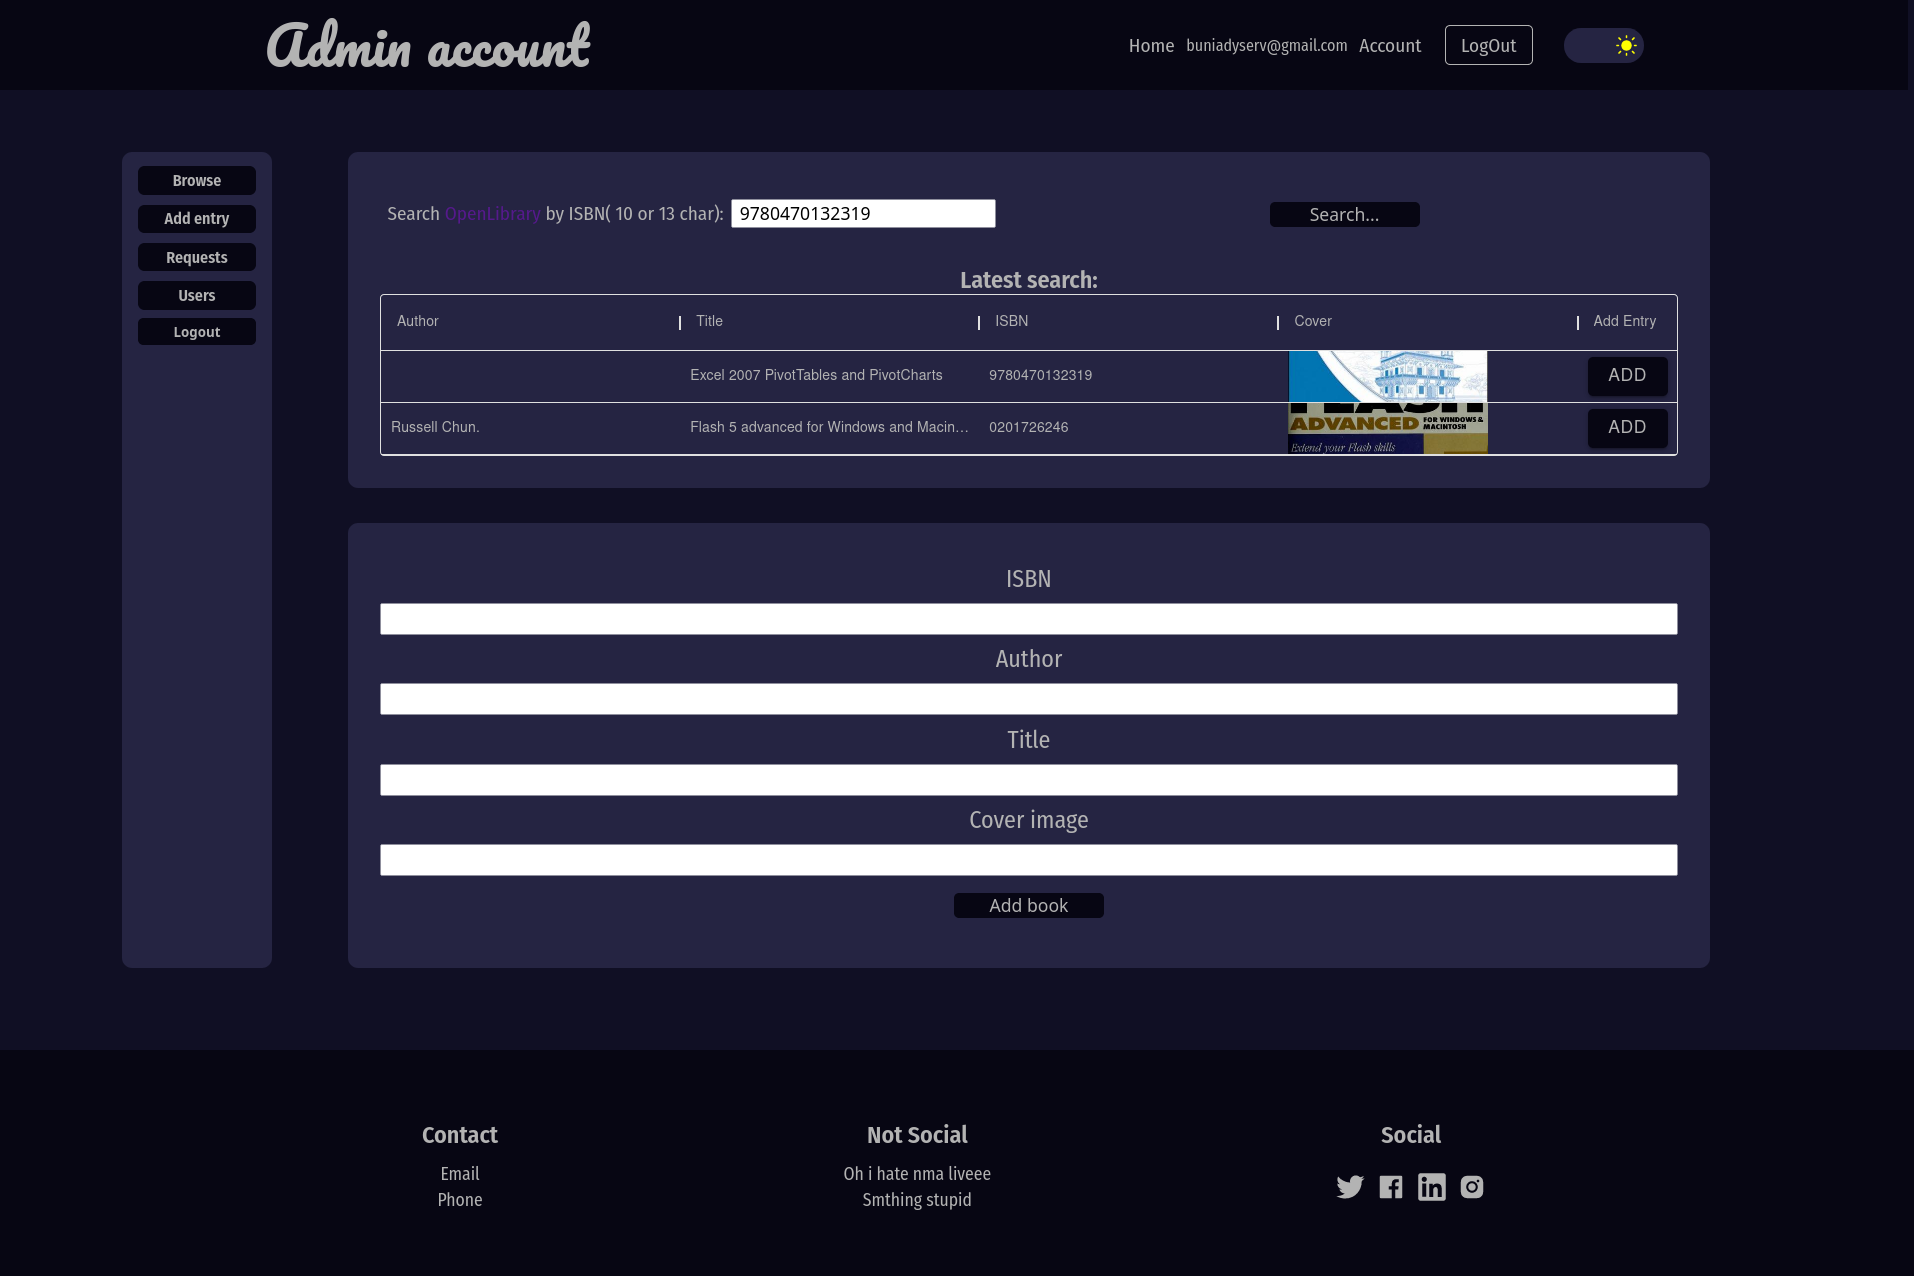 Admin account
Home buniadyserv@gmail.com Account LogOut
Browse
Add entry
Requests
Users
Logout
Search OpenLibrary by ISBN( 10 or 13 char): 9780470132319 Search...
Latest search:
Author Title ISBN Cover Add Entry
Excel 2007 PivotTables and PivotCharts 9780470132319 ADD
Russell Chun. Flash 5 advanced for Windows and Macin... 0201726246 ADD
FLASH
ADVANCED FOR WINDOWS &
MACINTOSH
Extend your Flash skills
ISBN
Author
Title
Cover image
Add book
Contact
Email
Phone
Not Social
Oh i hate nma liveee
Smthing stupid
Social